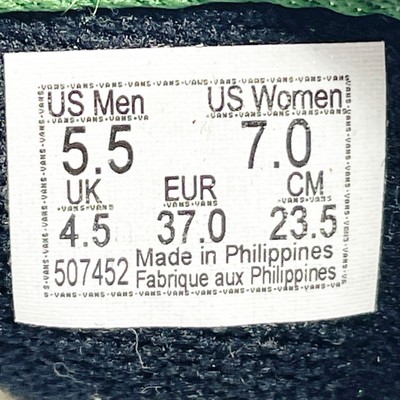 US Men US Women
5.5 7.0
UK EUR CM
4.5 37.0 23.5
507452 Made in Philippines
Fabrique aux Philippines